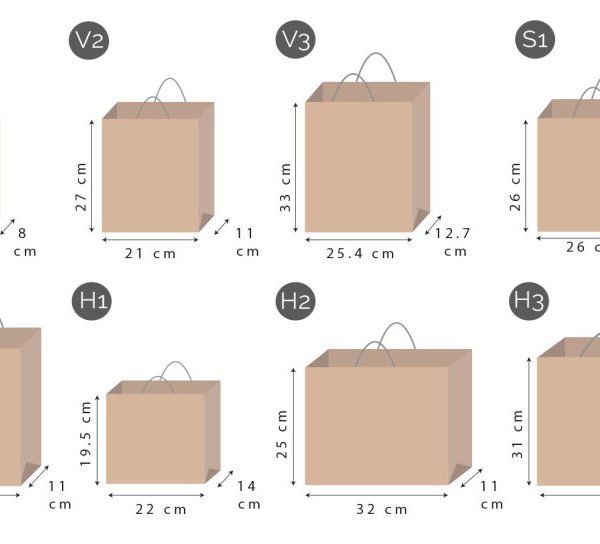 V2
V3
S1
27 cm
33 cm
26 cm
8
cm
11
cm
12.7
cm
21 cm
25.4 cm
26 c
H1
H2
H3
19.5 cm
25 cm
31 cm
11
cm
14
cm
11
cm
22 cm
32 cm